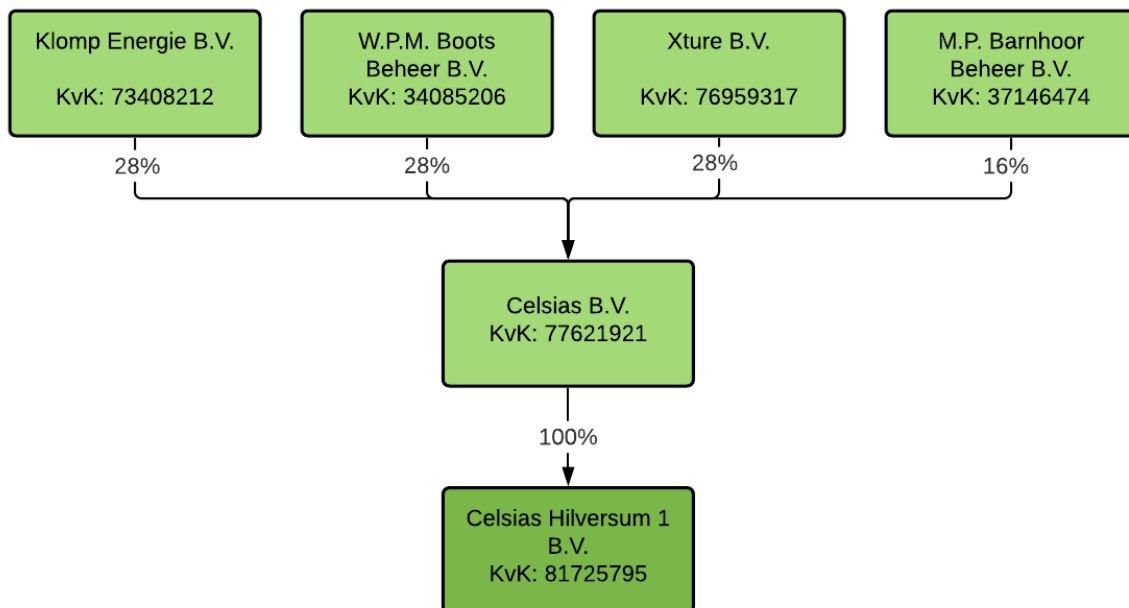 Klomp Energie B.V.
KvK: 73408212
W.P.M. Boots
Beheer B.V.
KvK: 34085206
Xture B.V.
KvK: 76959317
M.P. Barnhoor
Beheer B.V.
KvK: 37146474
28%
28%
28%
16%
Celsias B.V.
KvK: 77621921
100%
Celsias Hilversum 1
B.V.
KvK: 81725795